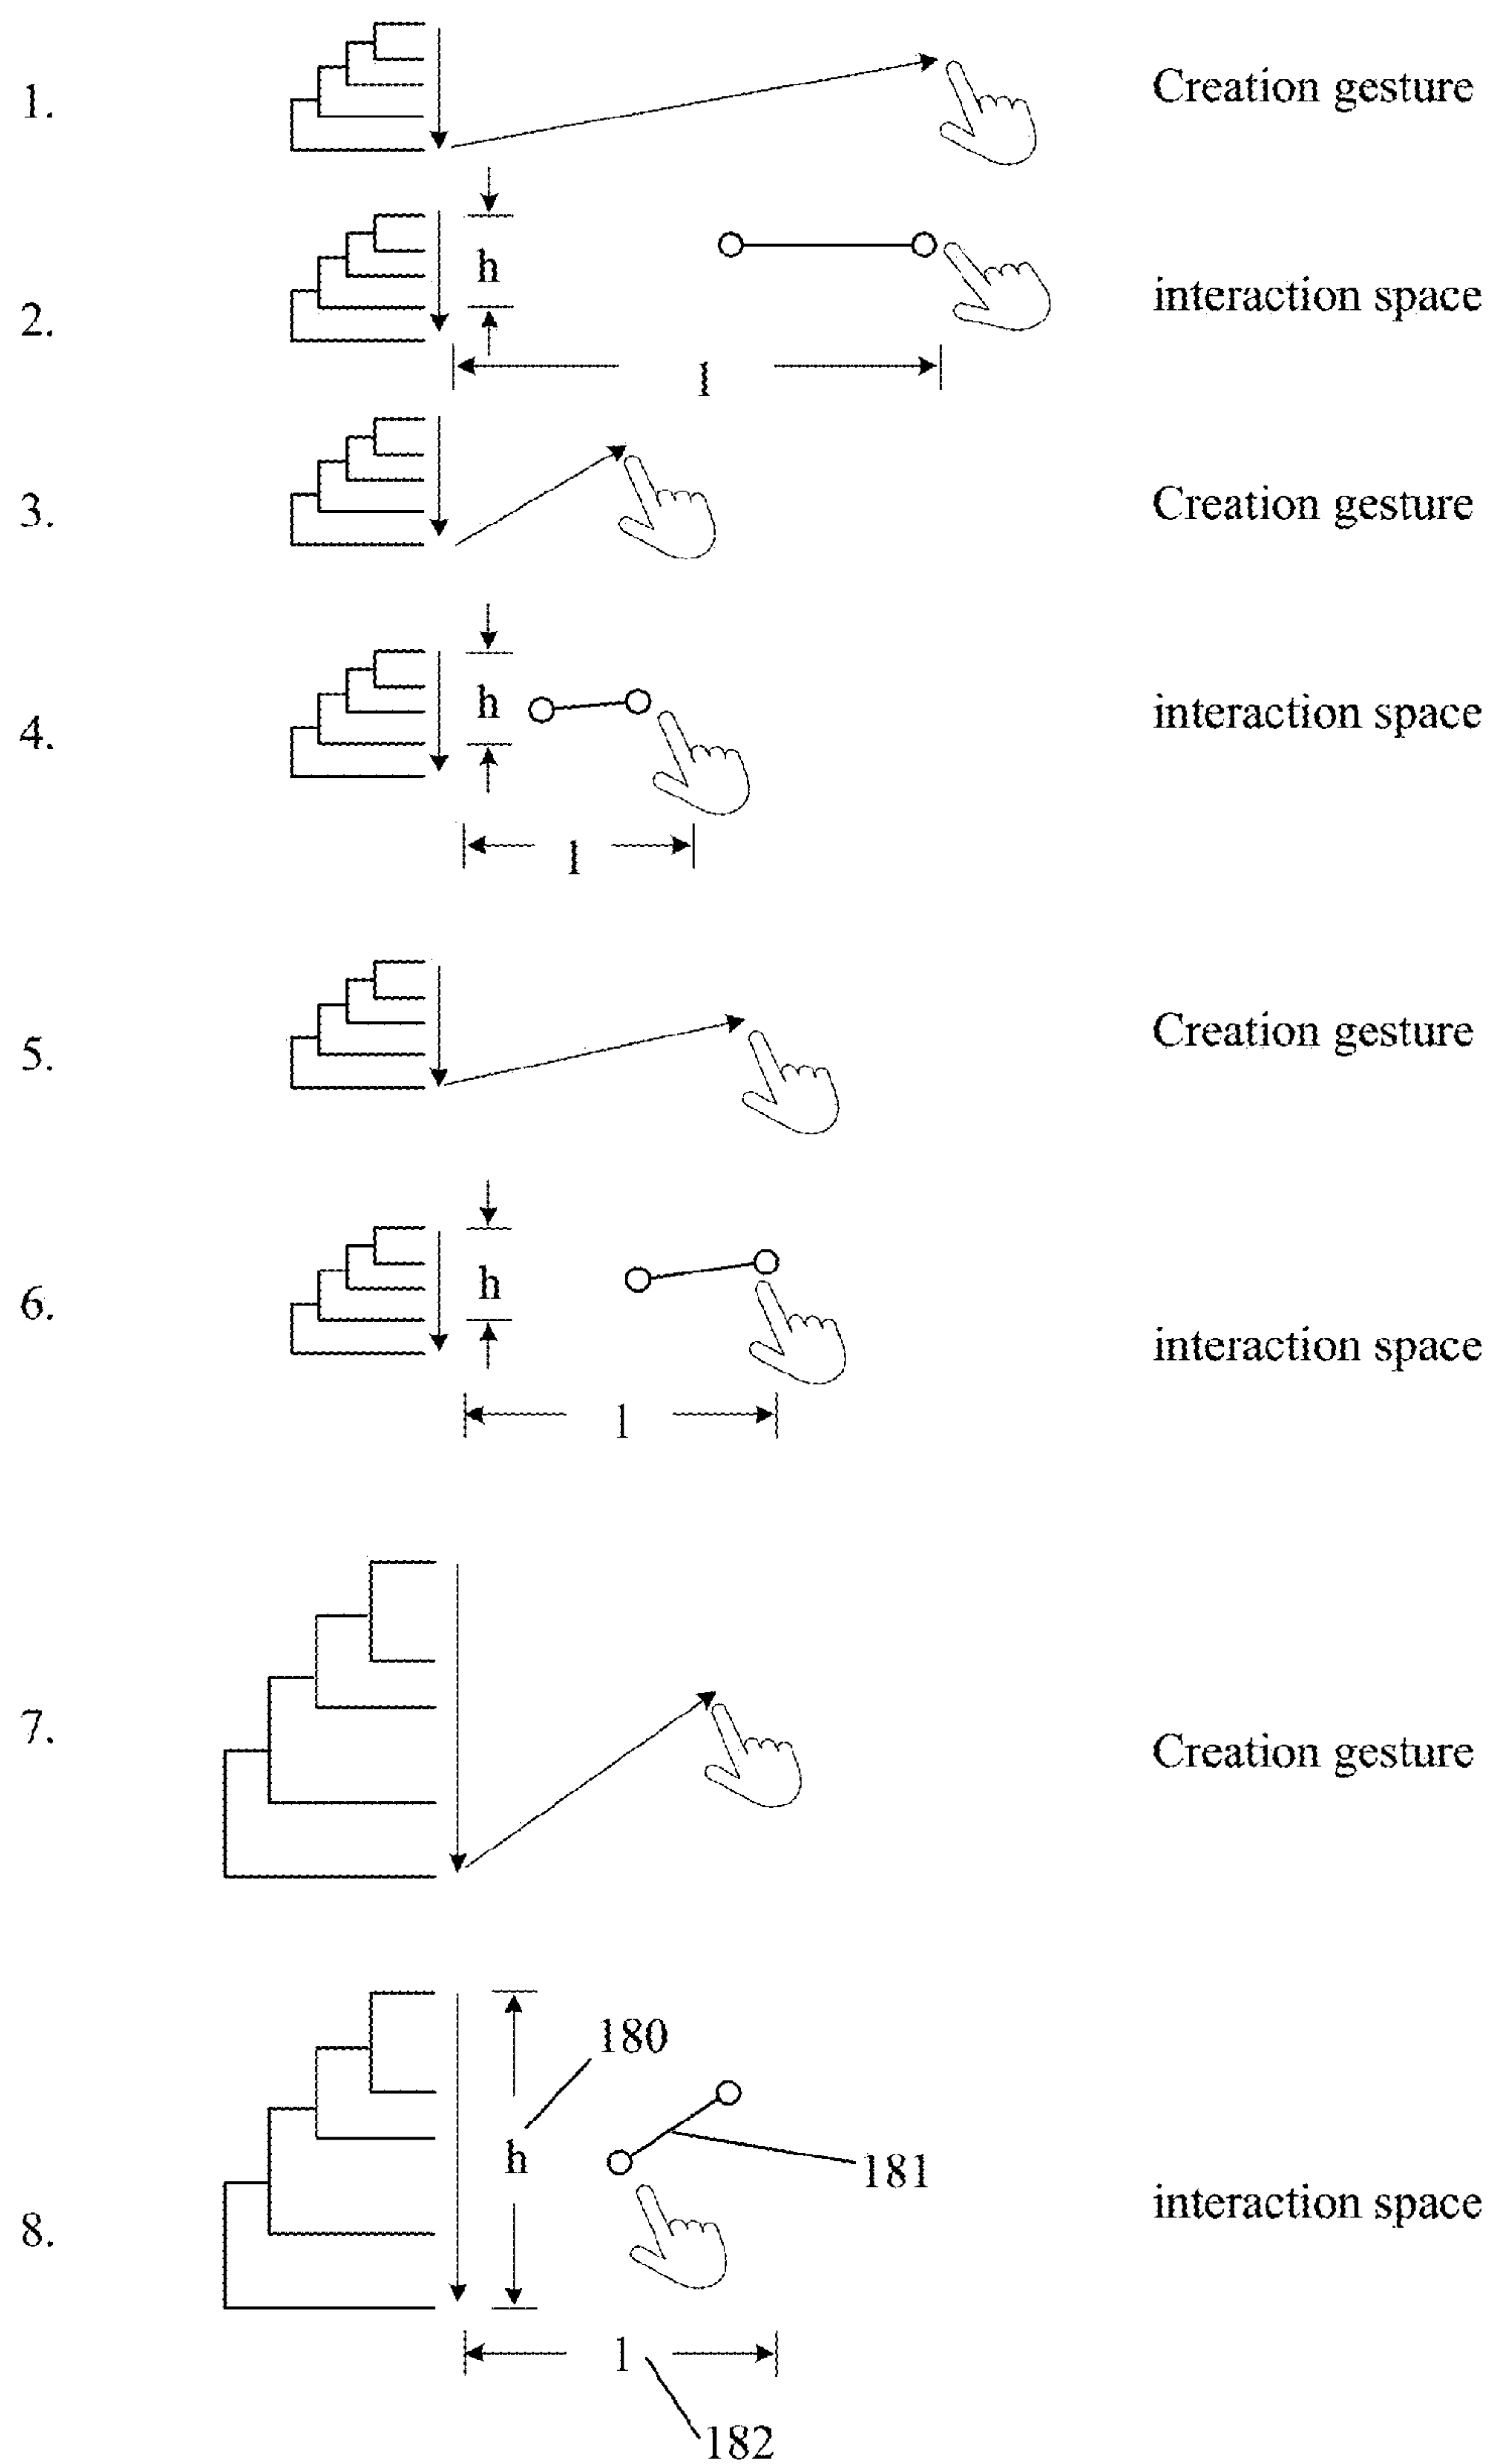 1. Creation gesture
h
2. interaction space
l
3. Creation gesture
h
4. interaction space
l
5. Creation gesture
h
6. interaction space
l
7. Creation gesture
180
h
181
8. interaction space
l
182